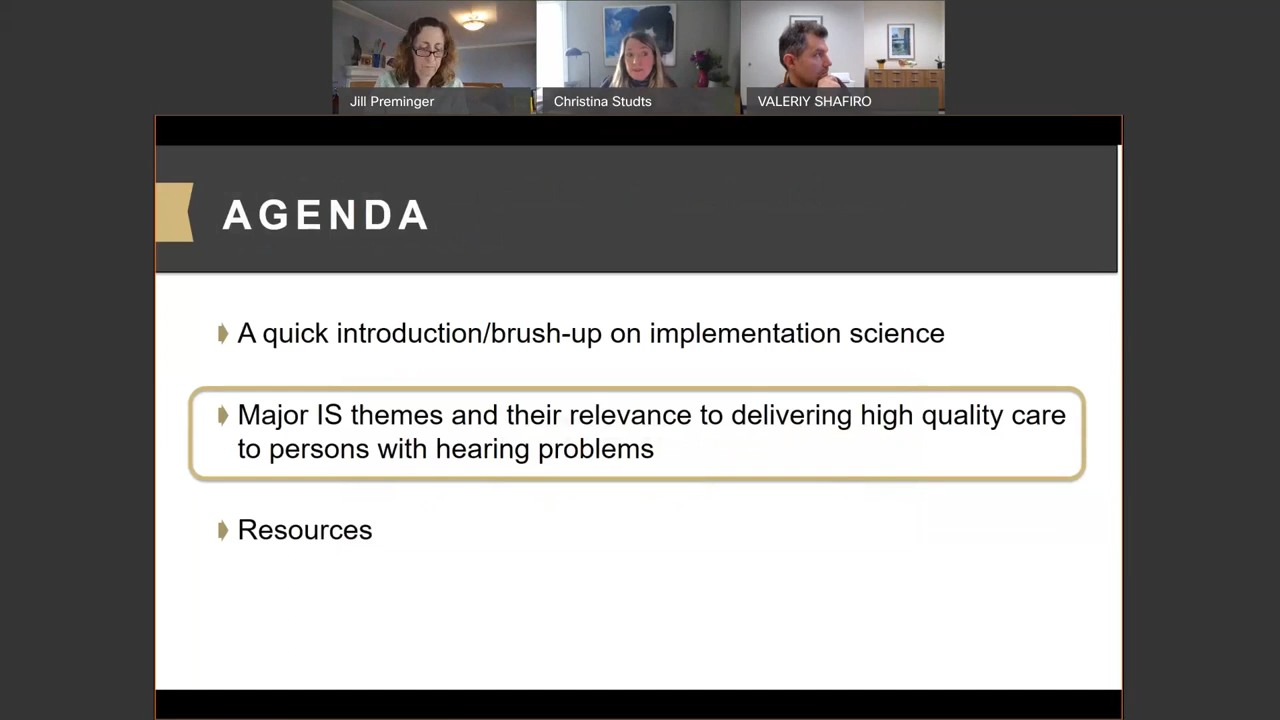 Jill Preminger
Christina Studts
VALERIY SHAFIRO
AGENDA
A quick introduction/brush-up on implementation science
Major IS themes and their relevance to delivering high quality care
to persons with hearing problems
Resources